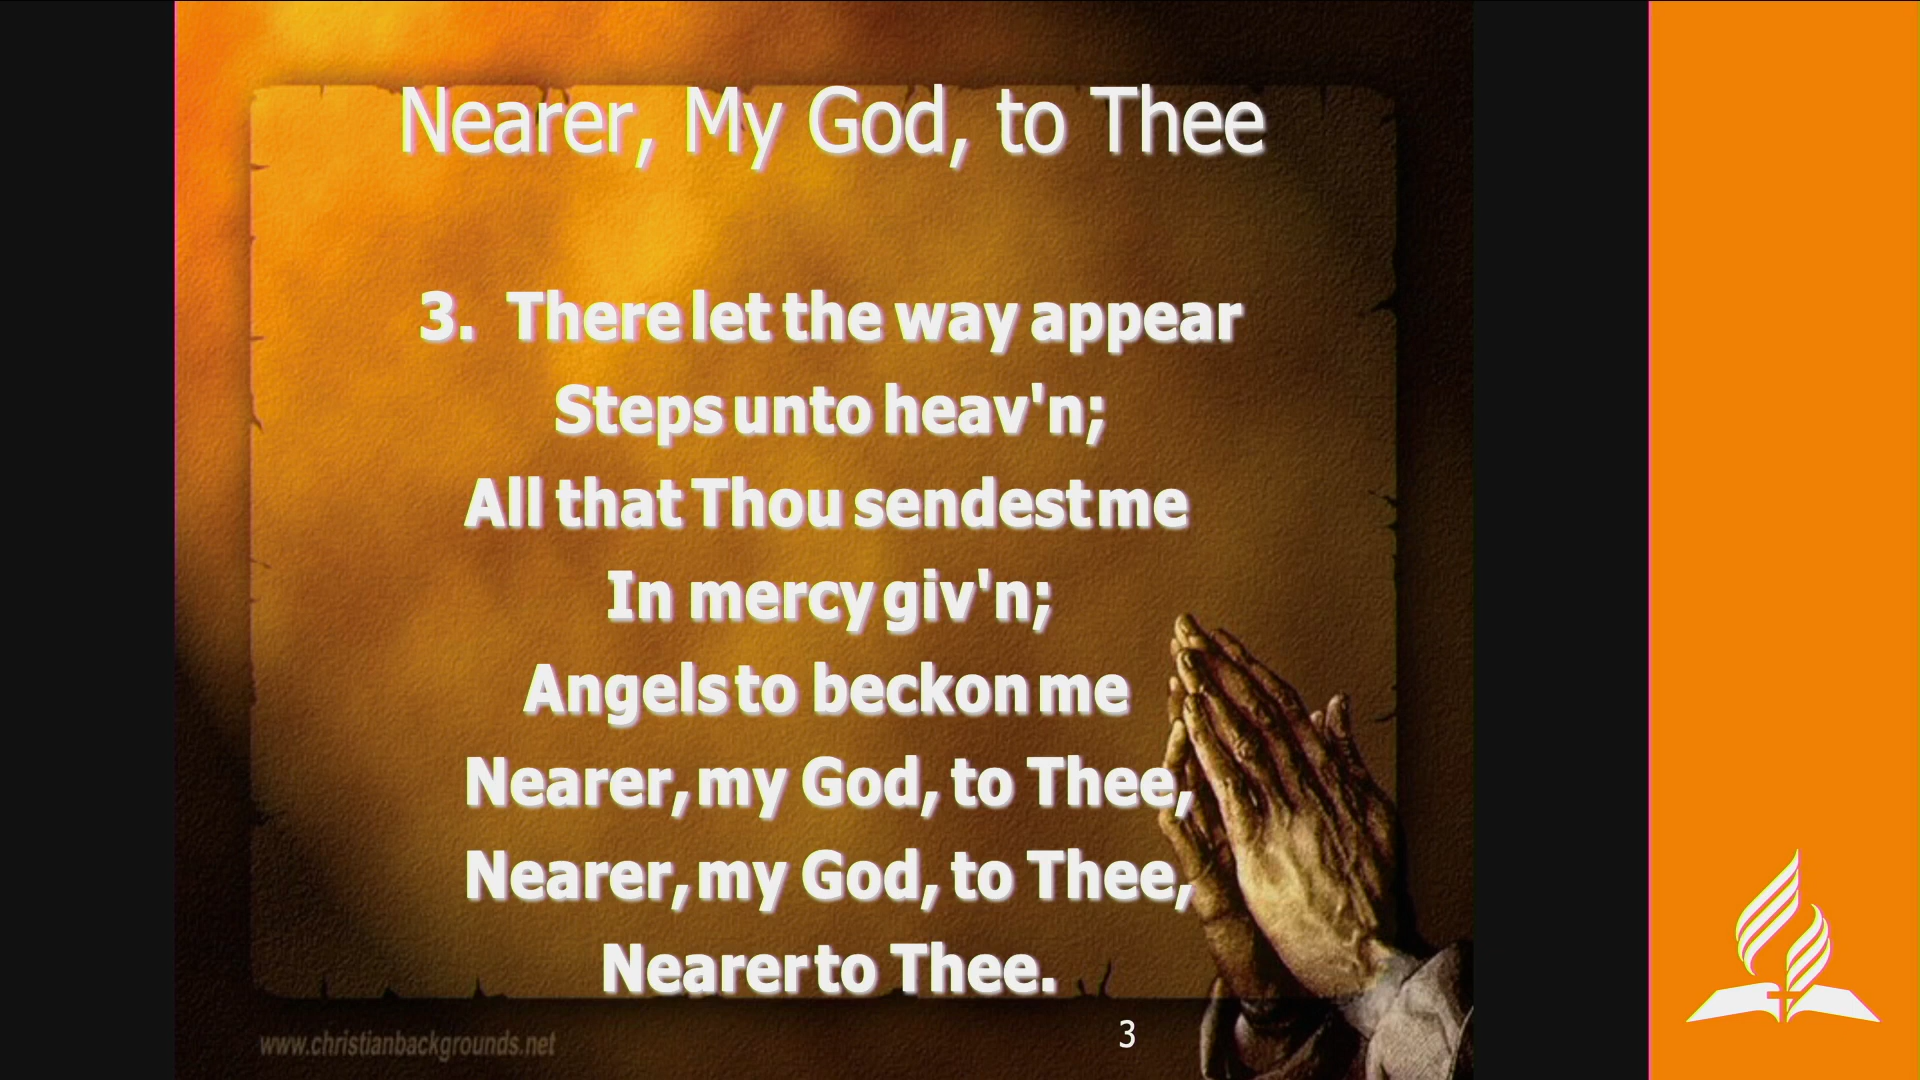 Nearer, My God, to Thee
3. There let the way appear
Steps unto heav'n;
All that Thou sendest me
In mercy giv'n;
Angels to beckon me
Nearer, my God, to Thee,
Nearer, my God, to Thee,
Nearer to Thee.
www.christianbackgrounds.net
3